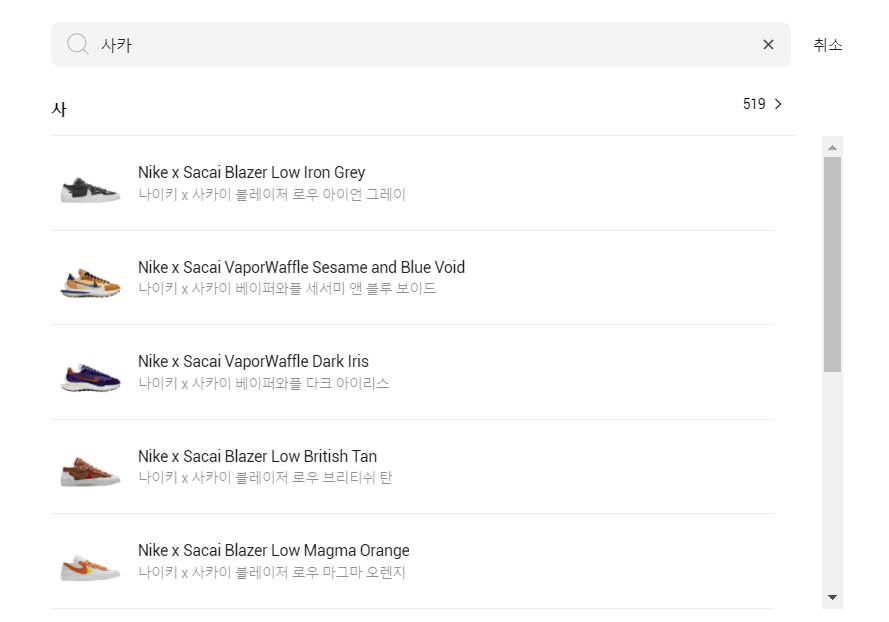 사카
취소
사
519
Nike x Sacai Blazer Low Iron Grey
나이키 x 사카이 블레이저 로우 아이언 그레이
Nike x Sacai VaporWaffle Sesame and Blue Void
나이키 x 사카이 베이퍼와플 세서미 앤 블루 보이드
Nike x Sacai VaporWaffle Dark Iris
나이키 x 사카이 베이퍼와플 다크 아이리스
Nike x Sacai Blazer Low British Tan
나이키 x 사카이 블레이저 로우 브리티쉬 탄
Nike x Sacai Blazer Low Magma Orange
나이키 x 사카이 블레이저 로우 마그마 오렌지